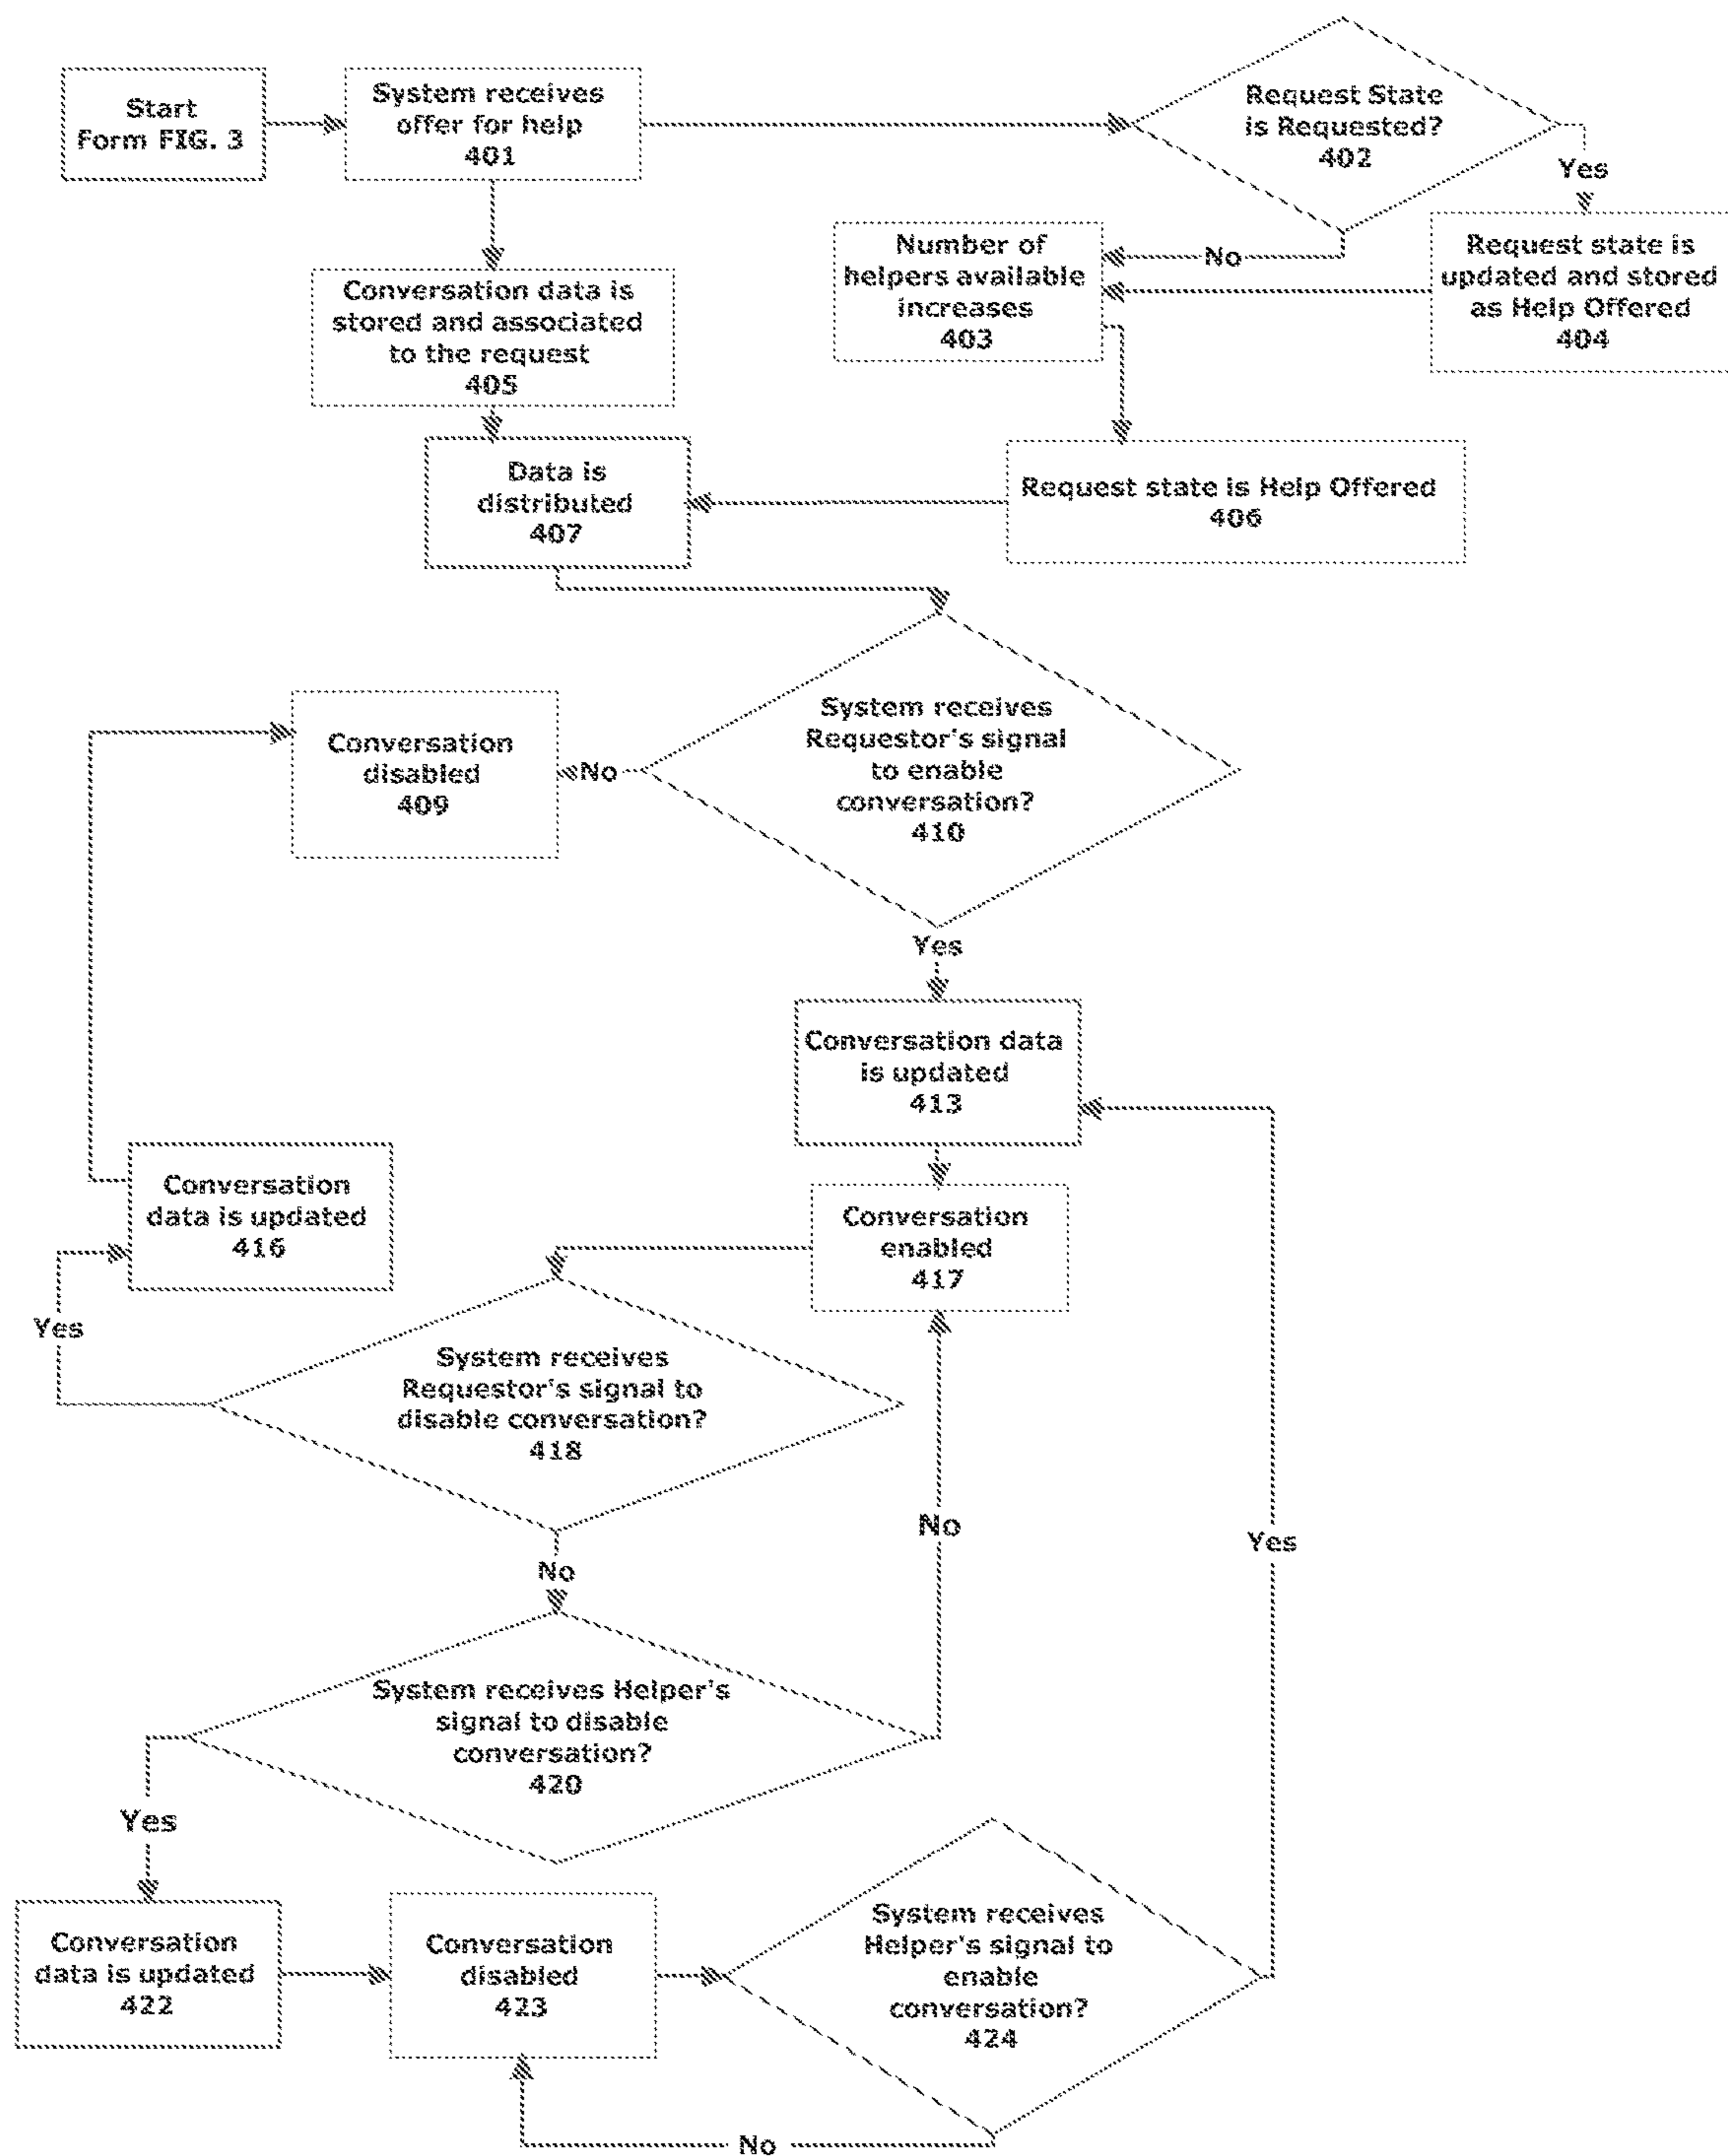 Start
Form FIG. 3
System receives
offer for help
401
Request State
is Requested?
402
Yes
Number of
helpers available
increases
403
No
Request state is
updated and stored
as Help Offered
404
Conversation data is
stored and associated
to the request
405
Data is
distributed
407
Request state is Help Offered
406
System receives
Requestor's signal
to enable
conversation?
410
Conversation
disabled
409
No
Yes
Conversation data
is updated
413
Conversation
data is updated
416
Conversation
enabled
417
Yes
System receives
Requestor's signal to
disable conversation?
418
No
No
Yes
System receives Helper's
signal to disable
conversation?
420
Yes
Conversation
data is updated
422
Conversation
disabled
423
System receives
Helper's signal to
enable
conversation?
424
No